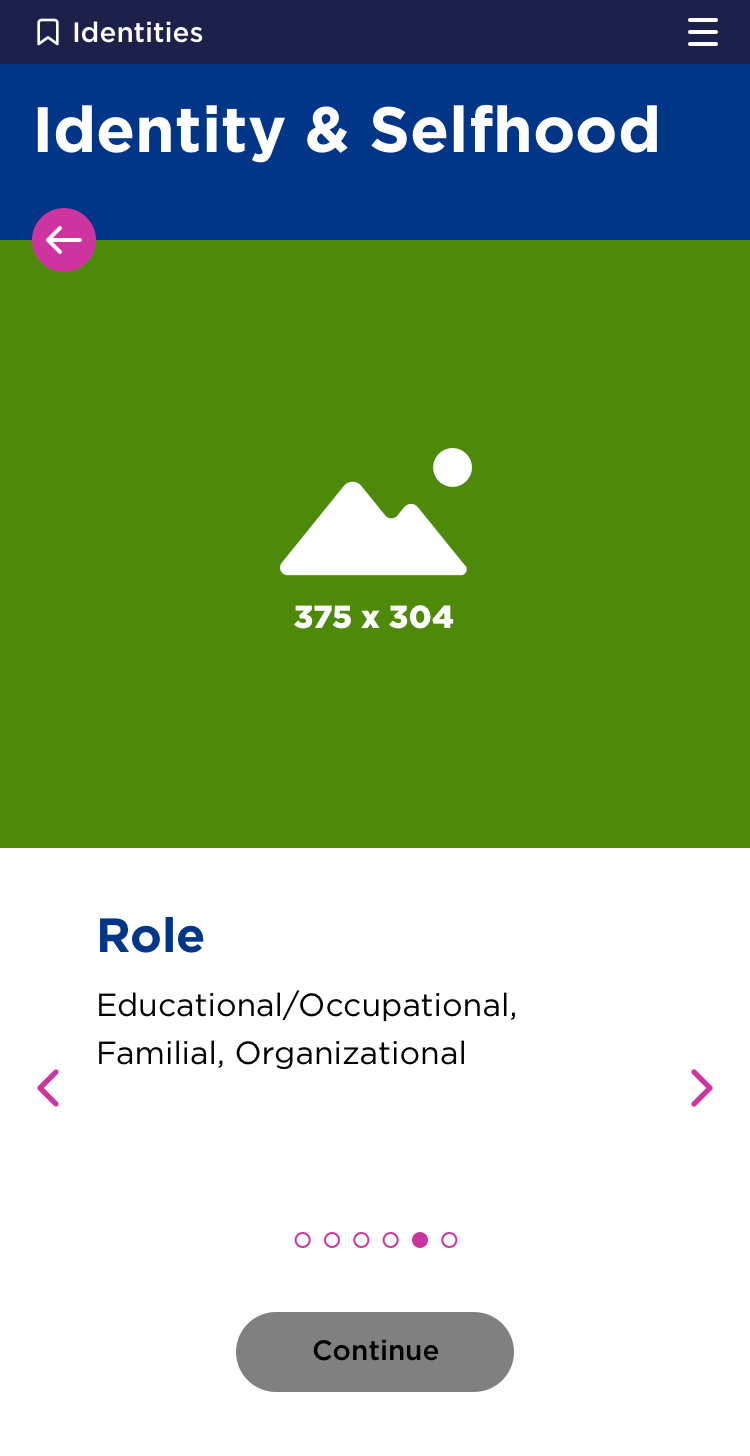 Identities
Identity & Selfhood
375 x 304
Role
Educational/Occupational,
Familial, Organizational
Continue